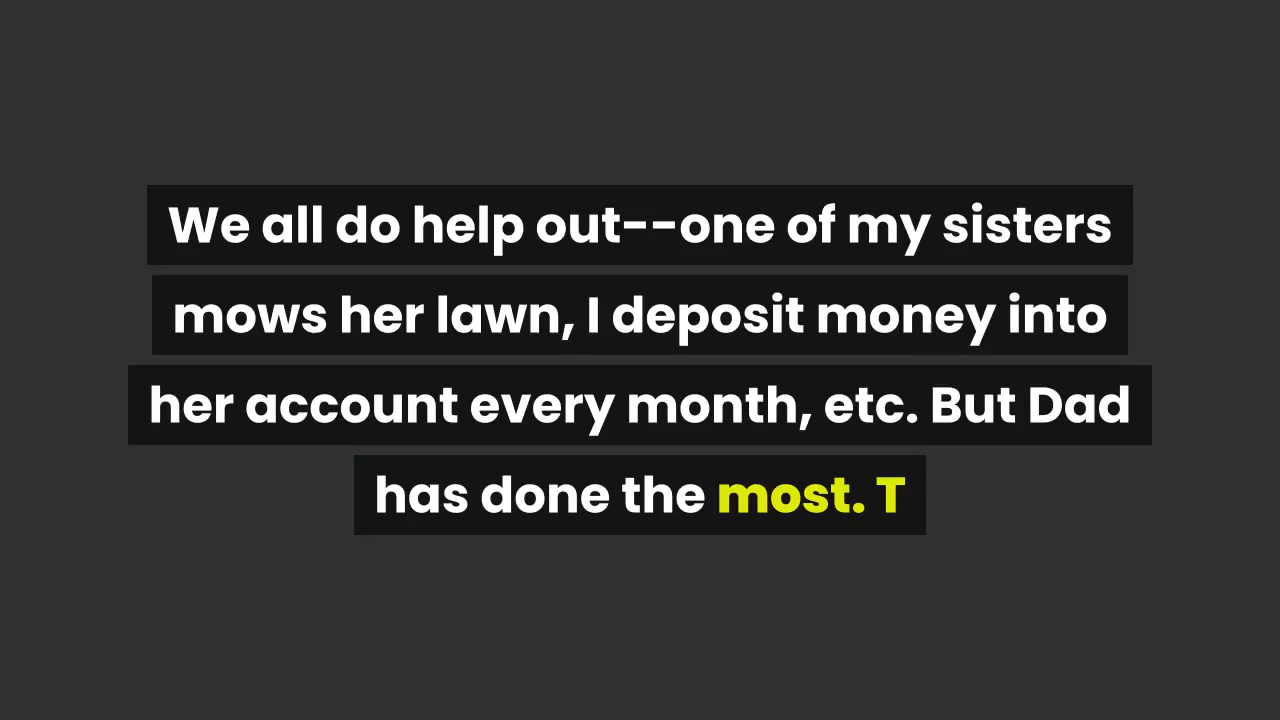 We all do help out--one of my sisters
mows her lawn, I deposit money into
her account every month, etc. But Dad
has done the most. T